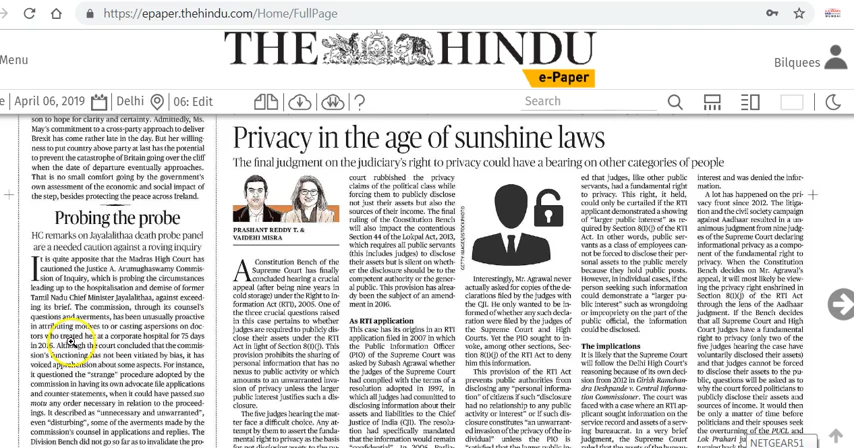 https://epaper.thehindu.com/Home/FullPage
THE HINDU
e-Paper
Menu
Bilquees
e | April 06, 2019 | Delhi | 06: Edit
Search
son to hope for clarity and certainty. Admittedly, Ms.
May's commitment to a cross-party approach to deliver
Brexit has come rather late in the day. But her willing-
ness to put country above party at last has the potential
to prevent the catastrophe of Britain going over the cliff
when the date of departure eventually approaches.
That is no small comfort going by the government's
own assessment of the economic and social impact of
the step, besides protecting the peace across Ireland.
Probing the probe
HC remarks on Jayalalithaa death probe panel
are a needed caution against a roving inquiry
It is quite apposite that the Madras High Court has
cautioned the Justice A. Arumughaswamy Commis-
sion of Inquiry, which is probing the circumstances
leading up to the hospitalisation and demise of former
Tamil Nadu Chief Minister Jayalalithaa, against exceed-
ing its brief. The commission, through its counsel's
questions and averments, has been unusually proactive
in attributing motives to or casting aspersions on doc-
tors who treated her at a corporate hospital for 75 days
in 2016. Although the court concluded that the commis-
sion's functioning has not been vitiated by bias, it has
voiced apprehension about some aspects. For instance,
it questioned the "strange" procedure adopted by the
commission in having its own advocate file applications
and counter-statements, when it could have passed suo
motu any order necessary in relation to the proceed-
ings. It described as "unnecessary and unwarranted",
even "disturbing", some of the averments made by the
commission's counsel in applications and replies. The
Division Bench did not go so far as to invalidate the pro-
Privacy in the age of sunshine laws
The final judgment on the judiciary's right to privacy could have a bearing on other categories of people
PRASHANT REDDY T. &
VAIDEHI MISRA
A Constitution Bench of the
Supreme Court has finally
concluded hearing a crucial
appeal (after being nine years in
cold storage) under the Right to In-
formation Act (RTI), 2005. One of
the three crucial questions raised
in this case pertains to whether
judges are required to publicly dis-
close their assets under the RTI
Act in light of Section 8(1)(j). This
provision prohibits the sharing of
personal information that has no
nexus to public activity or which
amounts to an unwarranted inva-
sion of privacy unless the larger
public interest justifies such a dis-
closure.
The five judges hearing the mat-
ter face a difficult choice. Any at-
tempt by them to assert the funda-
mental right to privacy as the basis
court rubbished the privacy
claims of the political class while
forcing them to publicly disclose
not just their assets but also the
sources of income. The final
ruling of the Constitution Bench
will also impact the contentious
Section 44 of the Lokpal Act, 2013,
which requires all public servants
(this includes judges) to disclose
their assets but is silent on wheth-
er the disclosure should be to the
competent authority or the gener-
al public. This provision has alrea-
dy been the subject of an amend-
ment in 2016.
As RTI application
This case has its origins in an RTI
application filed in 2007 in which
the Public Information Officer
(PIO) of the Supreme Court was
asked by Subash Agrawal whether
the judges of the Supreme Court
had complied with the terms of a
resolution adopted in 1997, in
which all judges had committed to
disclosing information about their
assets and liabilities to the Chief
Justice of India (CJI). The resolu-
tion had specifically mandated
that the information would remain
GETTY IMAGES/ISTOCKPHOTO
Interestingly, Mr. Agrawal never
actually asked for copies of the de-
clarations filed by the judges with
the CJI. He only wanted to be in-
formed of whether any such decla-
ration were filed by the judges of
the Supreme Court and High
Courts. Yet the PIO sought to in-
voke, among other sections, Sec-
tion 8(1)(j) of the RTI Act to deny
him this information.
This provision of the RTI Act
prevents public authorities from
disclosing any "personal informa-
tion" of citizens if such "disclosure
had no relationship to any public
activity or interest" or if such dis-
closure constitutes "an unwarrant-
ed invasion of the privacy of the
individual" unless the PIO is
ed that judges, like other public
servants, had a fundamental right
to privacy. This right, it held,
could only be curtailed if the RTI
applicant demonstrated a showing
of "larger public interest" as re-
quired by Section 8(1)(j) of the RTI
Act. In other words, public ser-
vants as a class of employees can-
not be forced to disclose their per-
sonal assets to the public merely
because they hold public posts.
However, in individual cases, if the
person seeking such information
could demonstrate a "larger pu-
blic interest" such as wrongdoing
or impropriety on the part of the
public official, the information
could be disclosed.
The implications
It is likely that the Supreme Court
will follow the Delhi High Court's
reasoning because of its own deci-
sion from 2012 in Girish Ramchan-
dra Deshpande v. Central Informa-
tion Commissioner. The court was
faced with a case where an RTI ap-
plicant sought information on the
service record and assets of a serv-
ing bureaucrat. In a very brief
judgment, the Supreme Court
interest and was denied the infor-
mation.
A lot has happened on the pri-
vacy front since 2012. The litiga-
tion and the civil society campaign
against Aadhaar resulted in a un-
animous judgment from nine judg-
es of the Supreme Court declaring
informational privacy as a compo-
nent of the fundamental right to
privacy. When the Constitution
Bench decides on Mr. Agrawal's
appeal, it will most likely be view-
ing the privacy right enshrined in
Section 8(1)(j) of the RTI Act
through the lens of the Aadhaar
judgment. If the Bench decides
that all Supreme Court and High
Court judges have a fundamental
right to privacy (only two of the
five judges hearing the case have
voluntarily disclosed their assets)
and that judges cannot be forced
to disclose their assets to the pu-
blic, questions will be asked as to
why the court forced politicians to
publicly disclose their assets and
sources of income. It would then
be only a matter of time before
politicians and their spouses seek
the overturning of the PUCL and
Lok Prahari
NETGEAR51